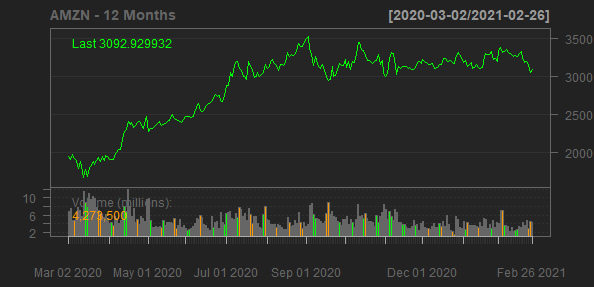 AMZN - 12 Months [2020-03-02/2021-02-26]
Last 3092.929932
3500
3000
2500
2000
Volume (millions):
4,273,500
10
6
2
Mar 02 2020 May 01 2020 Jul 01 2020 Sep 01 2020 Dec 01 2020 Feb 26 2021